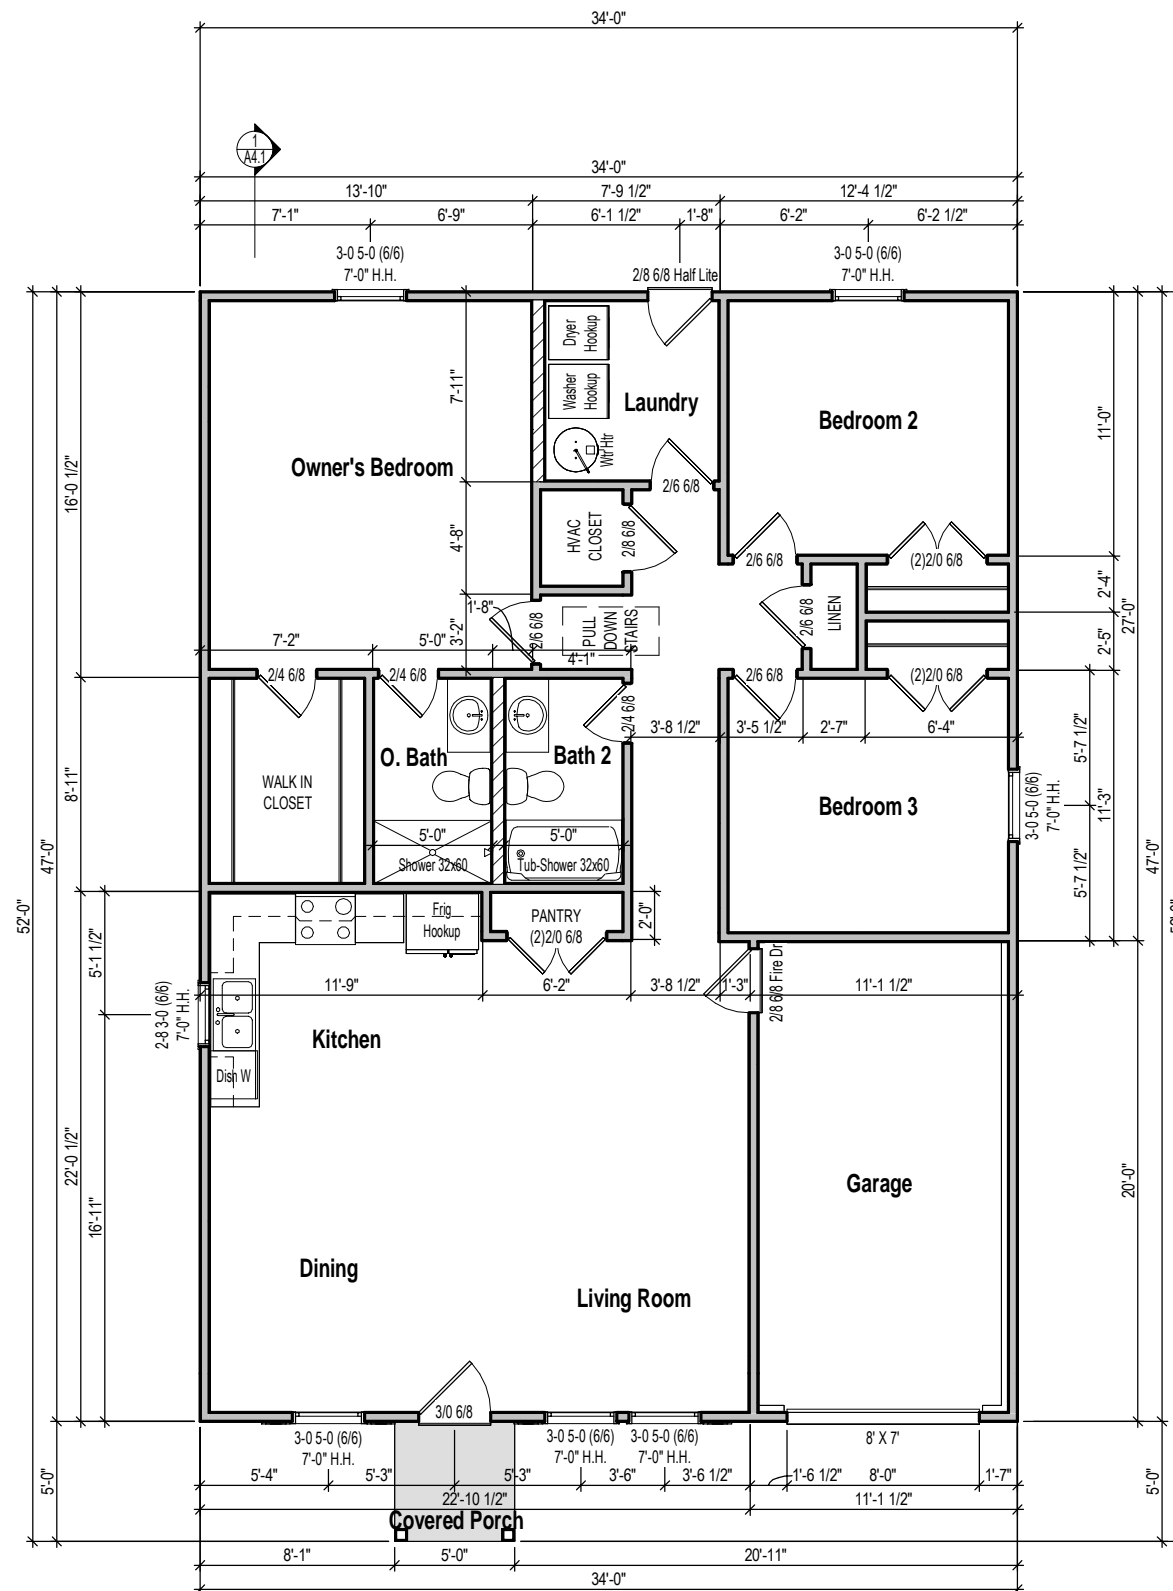 34'-0"
1
A4.1
34'-0"
13'-10" 7'-9 1/2" 12'-4 1/2"
7'-1" 6'-9" 6'-1 1/2" 1'-8" 6'-2" 6'-2 1/2"
3-0 5-0 (6/6)
7'-0" H.H.
2/8 6/8 Half Lite
3-0 5-0 (6/6)
7'-0" H.H.
Dryer
Hookup
Washer
Hookup
Wtr Htr
Laundry
Bedroom 2
Owner's Bedroom
7'-11"
11'-0"
16'-0 1/2"
2/6 6/8
HVAC
CLOSET
2/8 6/8
4'-8"
2/6 6/8
(2)2/0 6/8
2'-4"
27'-0"
1'-8"
3'-2"
2/6 6/8
PULL
DOWN
STAIRS
2/6 6/8
LINEN
2'-5"
7'-2" 5'-0" 4'-1"
2/4 6/8
2/4 6/8
2/6 6/8
(2)2/0 6/8
2/4 6/8
3'-8 1/2" 3'-5 1/2" 2'-7" 6'-4"
5'-7 1/2"
O. Bath
Bath 2
WALK IN
CLOSET
8'-11"
Bedroom 3
3-0 5-0 (6/6)
7'-0" H.H.
11'-3"
5'-7 1/2"
5'-0" 5'-0"
Shower 32x60
Tub-Shower 32x60
47'-0"
47'-0"
52'-0"
Frig
Hookup
PANTRY
(2)2/0 6/8
2'-0"
5'-1 1/2"
2/8 6/8 Fire Dr
11'-9" 6'-2" 3'-8 1/2" 1'-3" 11'-1 1/2"
2-8 3-0 (6/6)
7'-0" H.H.
Kitchen
Dish W
22'-0 1/2"
16'-11"
20'-0"
Garage
Dining
Living Room
3/0 6/8
3-0 5-0 (6/6)
7'-0" H.H.
3-0 5-0 (6/6)
7'-0" H.H.
3-0 5-0 (6/6)
7'-0" H.H.
8' X 7'
5'-4" 5'-3" 5'-3" 3'-6" 3'-6 1/2" 1'-6 1/2" 8'-0" 1'-7"
5'-0"
5'-0"
22'-10 1/2" 11'-1 1/2"
Covered Porch
8'-1" 5'-0" 20'-11"
34'-0"